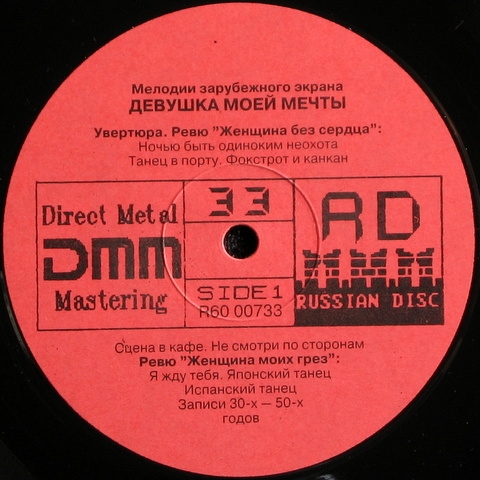 Мелодии зарубежного экрана
ДЕВУШКА МОЕЙ МЕЧТЫ
Увертюра. Ревю "Женщина без сердца":
Ночью быть одиноким неохота
Танец в порту. Фокстрот и канкан
Direct Metal
DMM
Mastering
33
SIDE 1
R60 00733
RD
RUSSIAN DISC
Сцена в кафе. Не смотри по сторонам
Ревю "Женщина моих грез":
Я жду тебя. Японский танец
Испанский танец
Записи 30-х — 50-х
годов